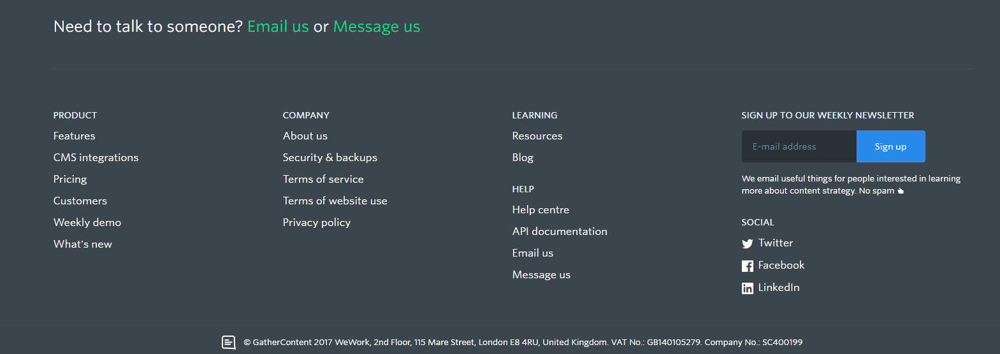 Need to talk to someone? Email us or Message us
PRODUCT
Features
CMS integrations
Pricing
Customers
Weekly demo
What's new
COMPANY
About us
Security & backups
Terms of service
Terms of website use
Privacy policy
LEARNING
Resources
Blog
HELP
Help centre
API documentation
Email us
Message us
SIGN UP TO OUR WEEKLY NEWSLETTER
E-mail address
Sign up
We email useful things for people interested in learning
more about content strategy. No spam
SOCIAL
Twitter
Facebook
LinkedIn
© GatherContent 2017 WeWork, 2nd Floor, 115 Mare Street, London E8 4RU, United Kingdom. VAT No.: GB140105279. Company No.: SC400199